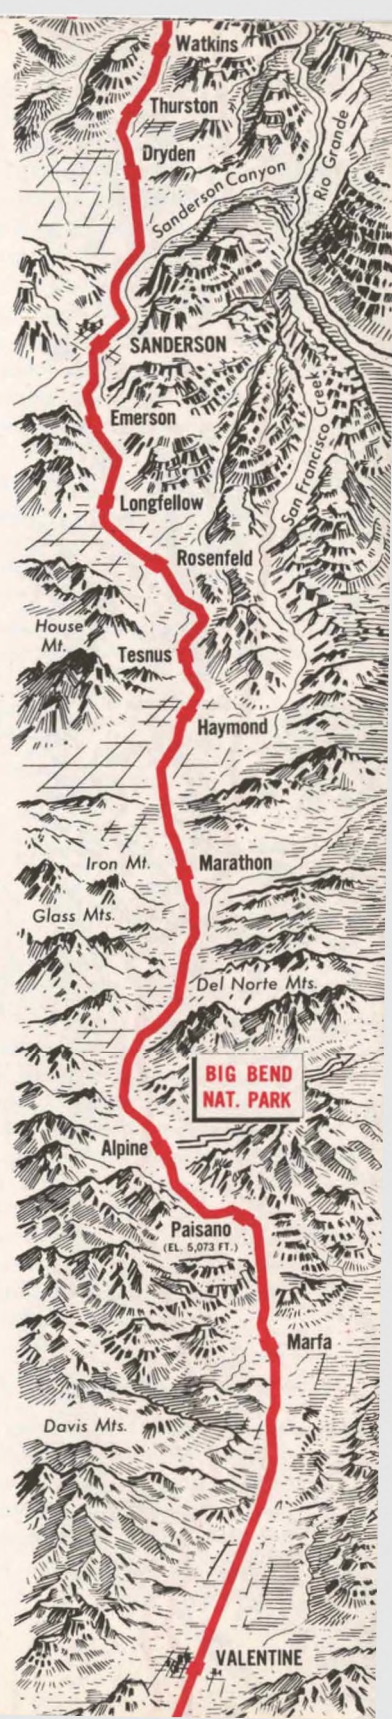 Watkins
Thurston
Dryden
Rio Grande
Sanderson Canyon
SANDERSON
San Francisco Creek
Emerson
Longfellow
Rosenfeld
House
Mt.
Tesnus
Haymond
Iron Mt.
Marathon
Glass Mts.
Del Norte Mts.
BIG BEND
NAT. PARK
Alpine
Paisano
(EL. 5,073 FT.)
Marfa
Davis Mts.
VALENTINE